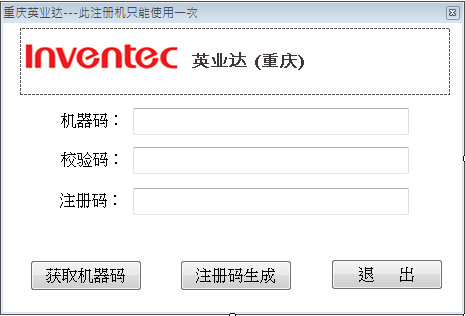 重庆英业达---此注册机只能使用一次
Inventec 英业达 (重庆)
机器码：
校验码：
注册码：
获取机器码 注册码生成 退 出